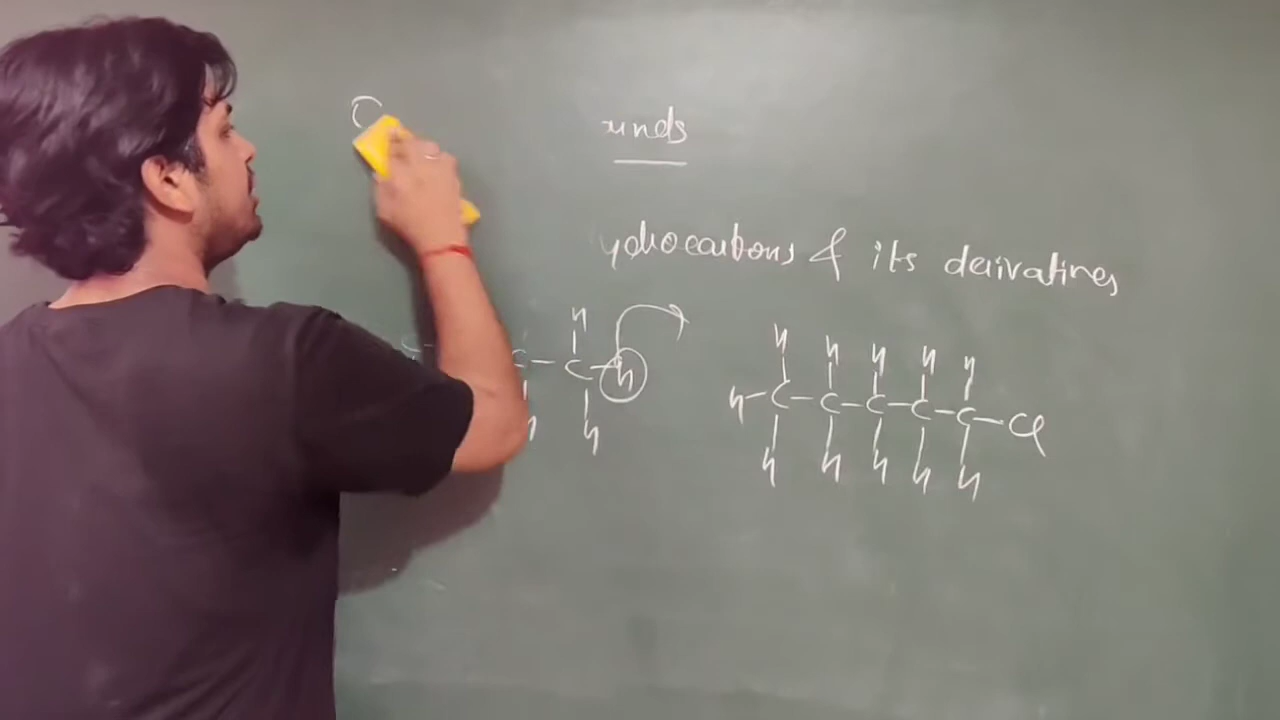 O unds
ydrocarbons & its derivatives
H H H H H H
C C – C – H H – C – C – C – C – C – Cl
H H H H H H H